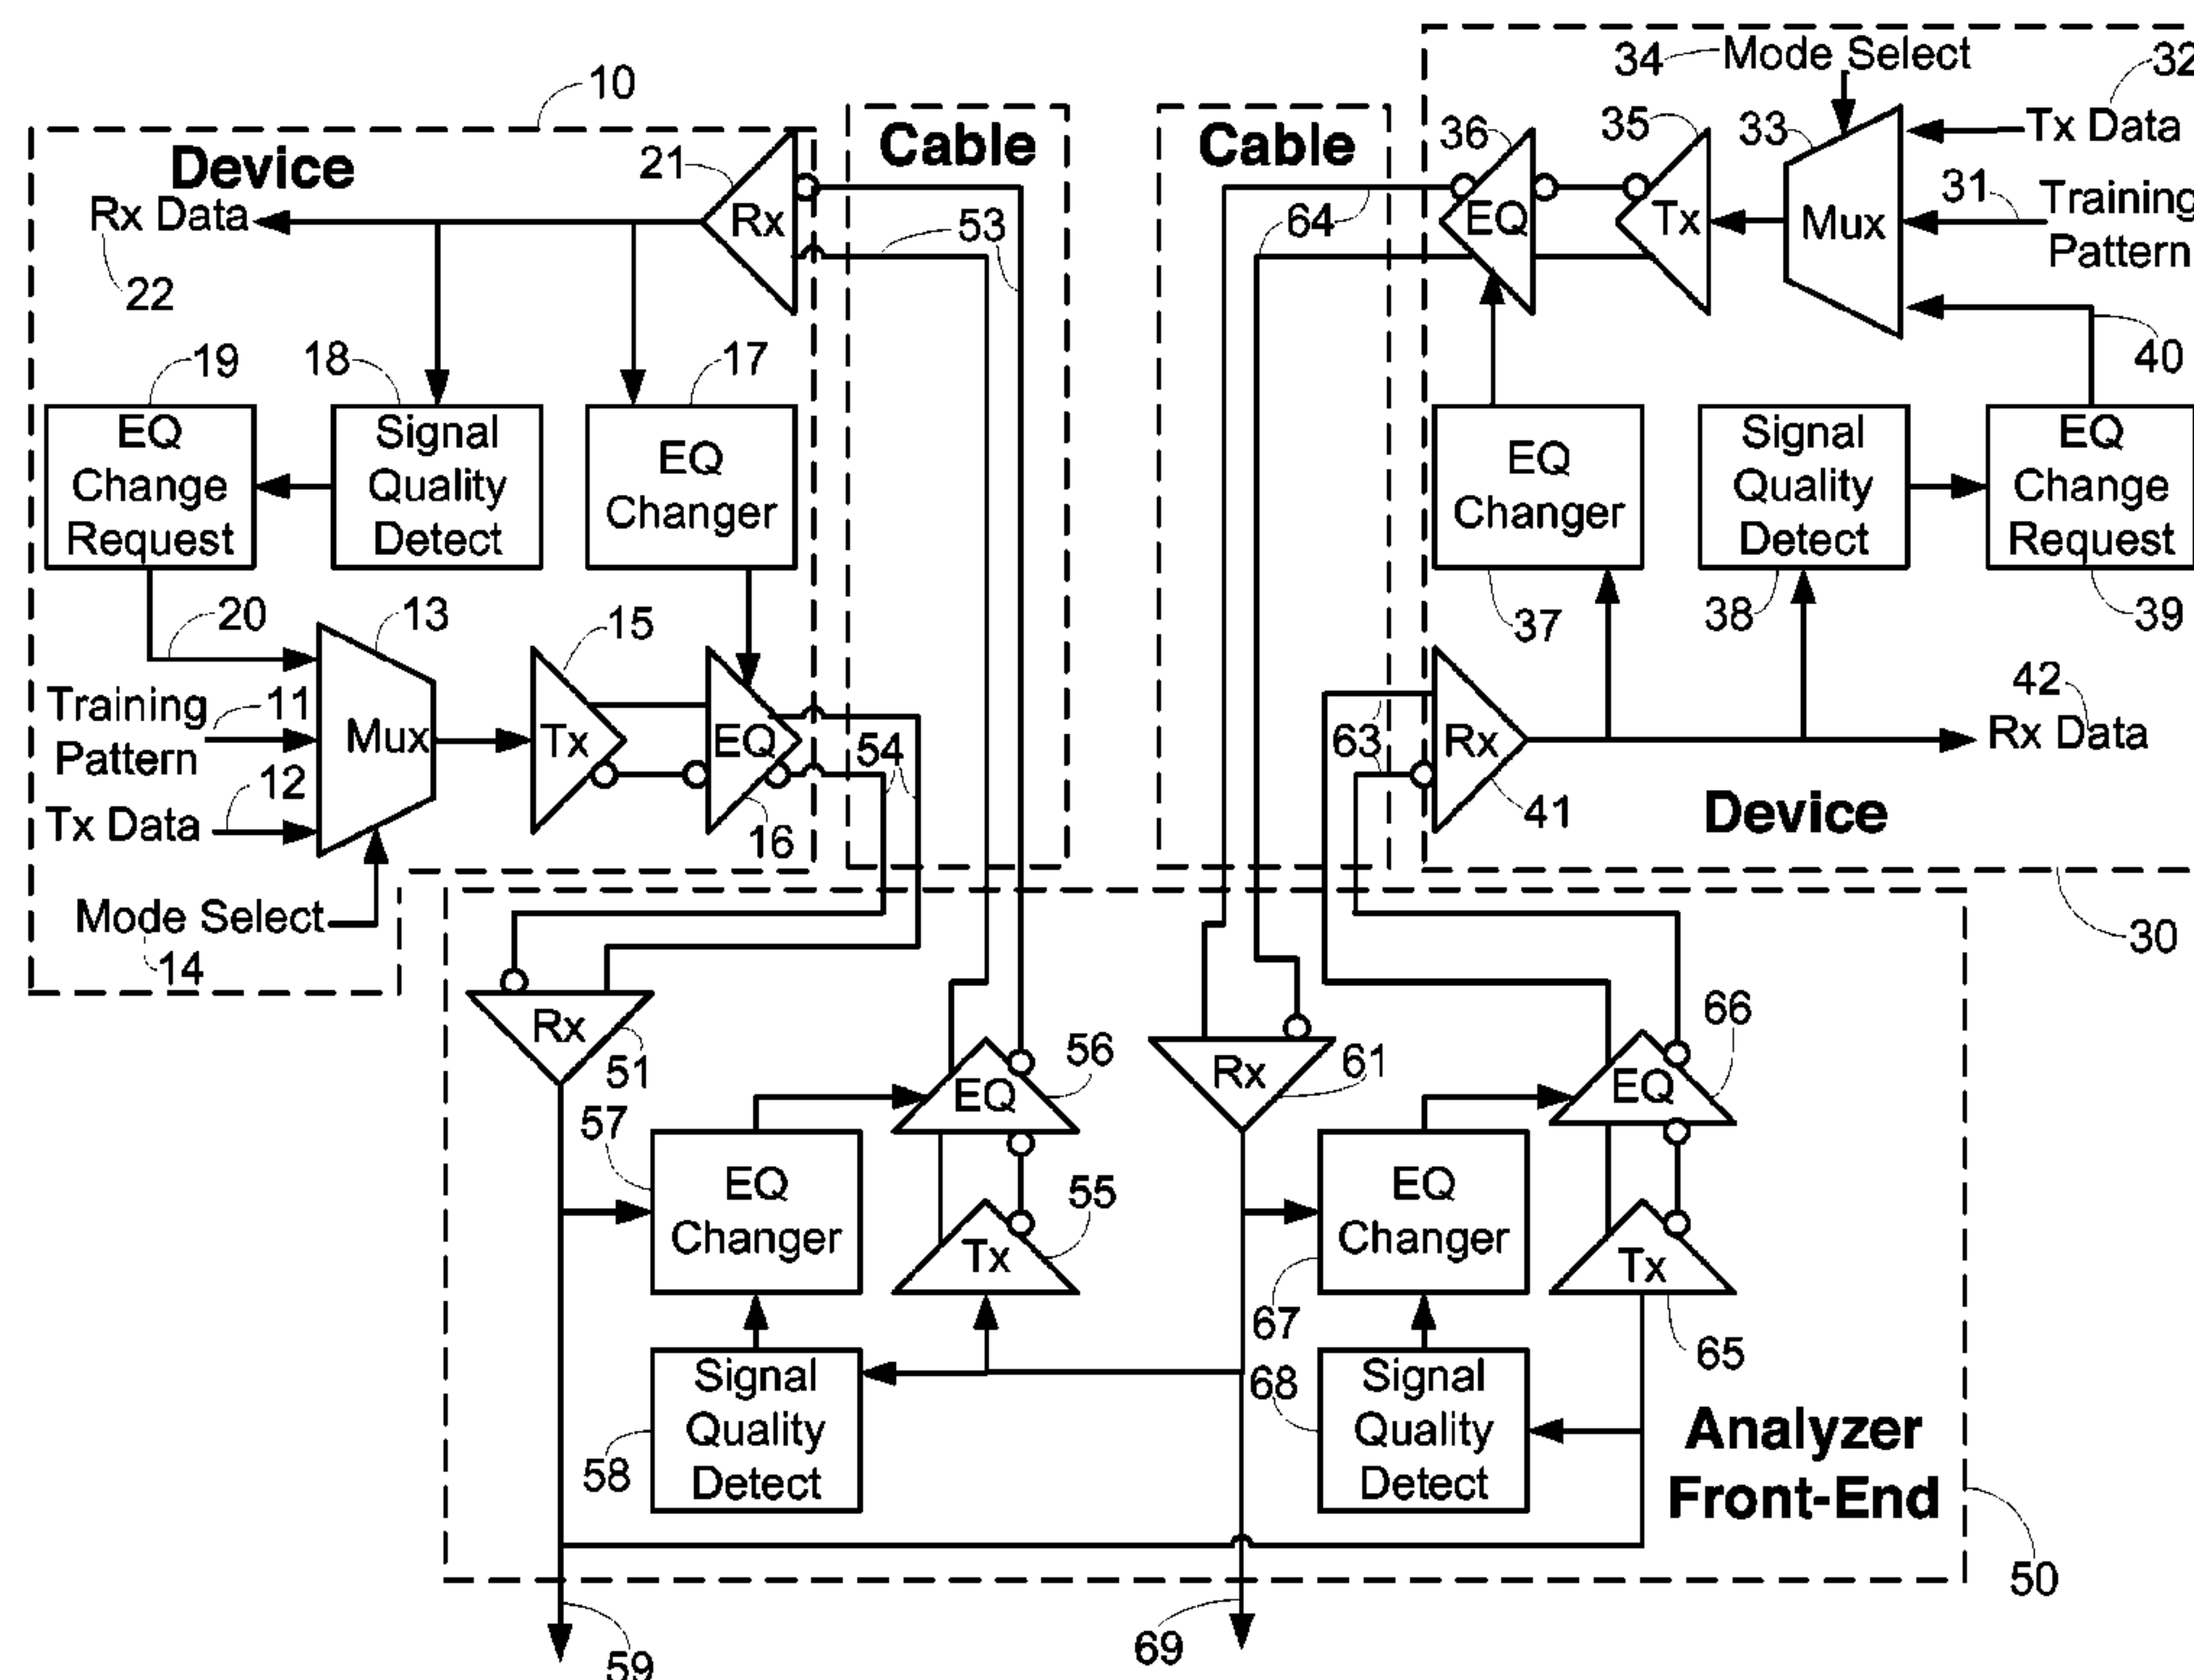 34
Mode Select
32
10
Cable
Cable
36
35
33
Tx Data
Device
21
31
Training
Pattern
Rx Data
Rx
53
64
EQ
Tx
Mux
22
40
19
18
17
EQ
Change
Request
Signal
Quality
Detect
EQ
Changer
EQ
Changer
Signal
Quality
Detect
EQ
Change
Request
20
13
15
37
38
39
Training
Pattern
11
12
Tx Data
Mux
Tx
EQ
54
16
63
Rx
41
42
Rx Data
Device
Mode Select
14
30
Rx
51
56
EQ
Rx
61
66
EQ
57
EQ
Changer
55
Tx
EQ
Changer
67
Tx
65
Signal
Quality
Detect
58
68
Signal
Quality
Detect
Analyzer
Front-End
50
59
69